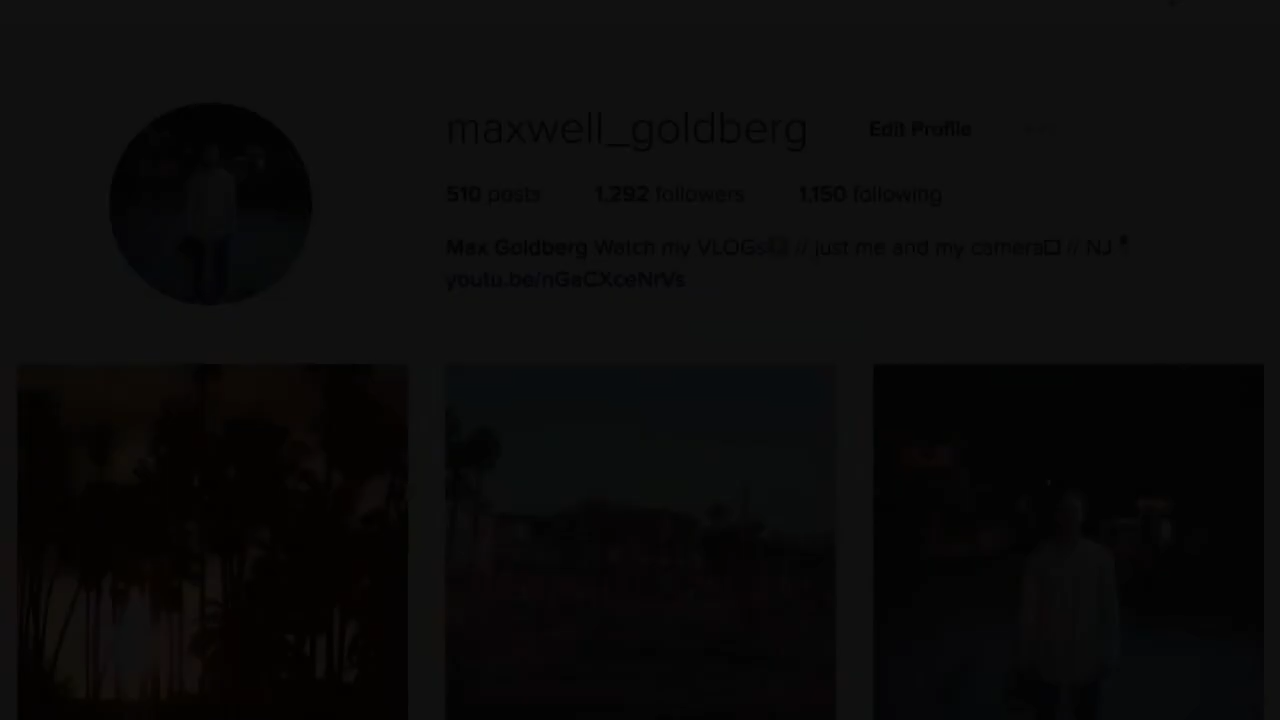 maxwell_goldberg Edit Profile
510 posts 1,292 followers 1,150 following
Max Goldberg Watch my VLOGs // just me and my camera // NJ
youtu.be/nGaCXceNrVs